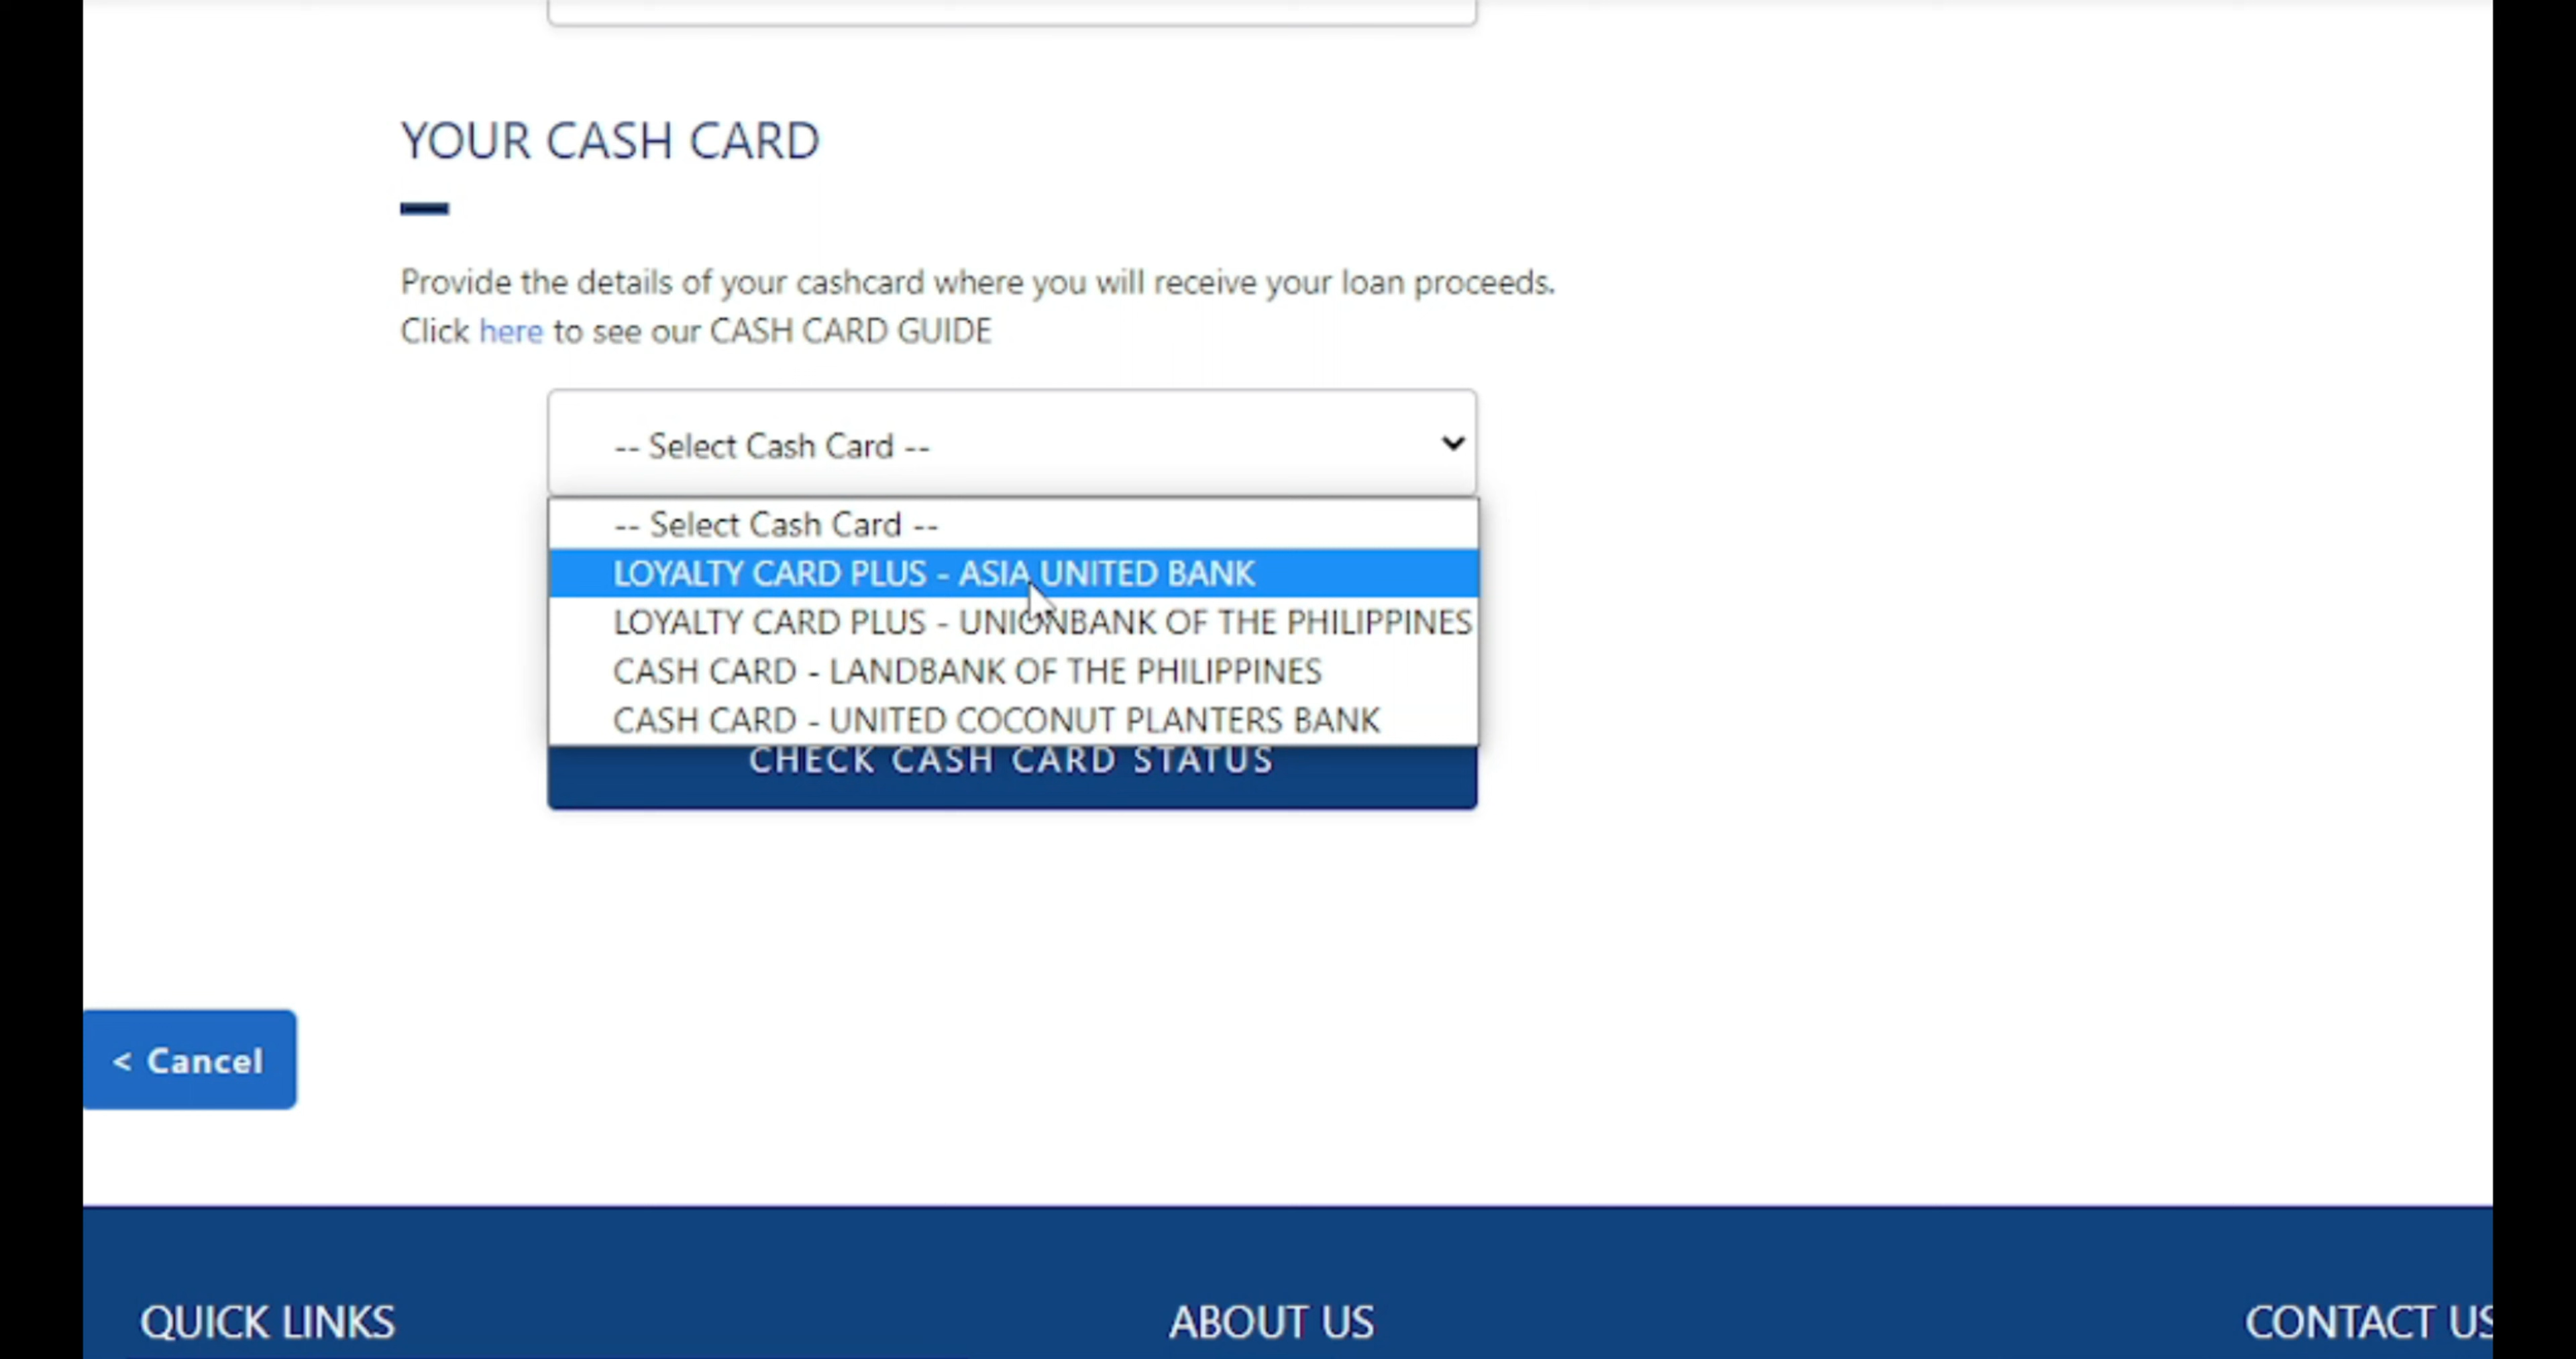 YOUR CASH CARD
Provide the details of your cashcard where you will receive your loan proceeds.
Click here to see our CASH CARD GUIDE
-- Select Cash Card --
-- Select Cash Card --
LOYALTY CARD PLUS - ASIA UNITED BANK
LOYALTY CARD PLUS - UNIONBANK OF THE PHILIPPINES
CASH CARD - LANDBANK OF THE PHILIPPINES
CASH CARD - UNITED COCONUT PLANTERS BANK
CHECK CASH CARD STATUS
< Cancel
QUICK LINKS
ABOUT US
CONTACT US